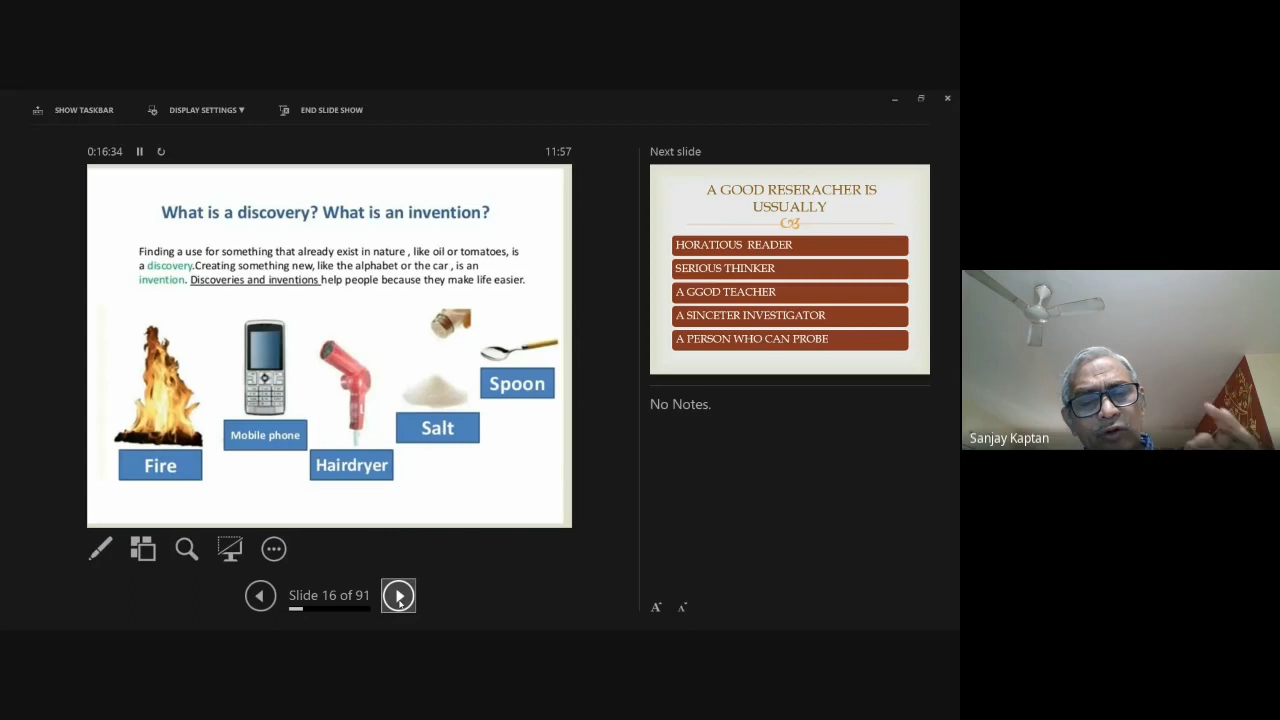 SHOW TASKBAR
DISPLAY SETTINGS ▼
END SLIDE SHOW
0:16:34
11:57
What is a discovery? What is an invention?
Finding a use for something that already exist in nature , like oil or tomatoes, is
a discovery.Creating something new, like the alphabet or the car , is an
invention. Discoveries and inventions help people because they make life easier.
Fire
Mobile phone
Hairdryer
Salt
Spoon
Slide 16 of 91
Next slide
A GOOD RESERACHER IS
USSUALLY
HORATIOUS READER
SERIOUS THINKER
A GGOD TEACHER
A SINCETER INVESTIGATOR
A PERSON WHO CAN PROBE
No Notes.
A A
Sanjay Kaptan